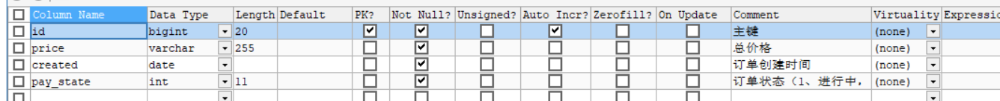 Column Name Data Type Length Default PK? Not Null? Unsigned? Auto Incr? Zerofill? On Update Comment Virtuality Expressio
id bigint 20 主键 (none)
price varchar 255 总价格 (none)
created date 订单创建时间 (none)
pay_state int 11 订单状态（1、进行中， (none)